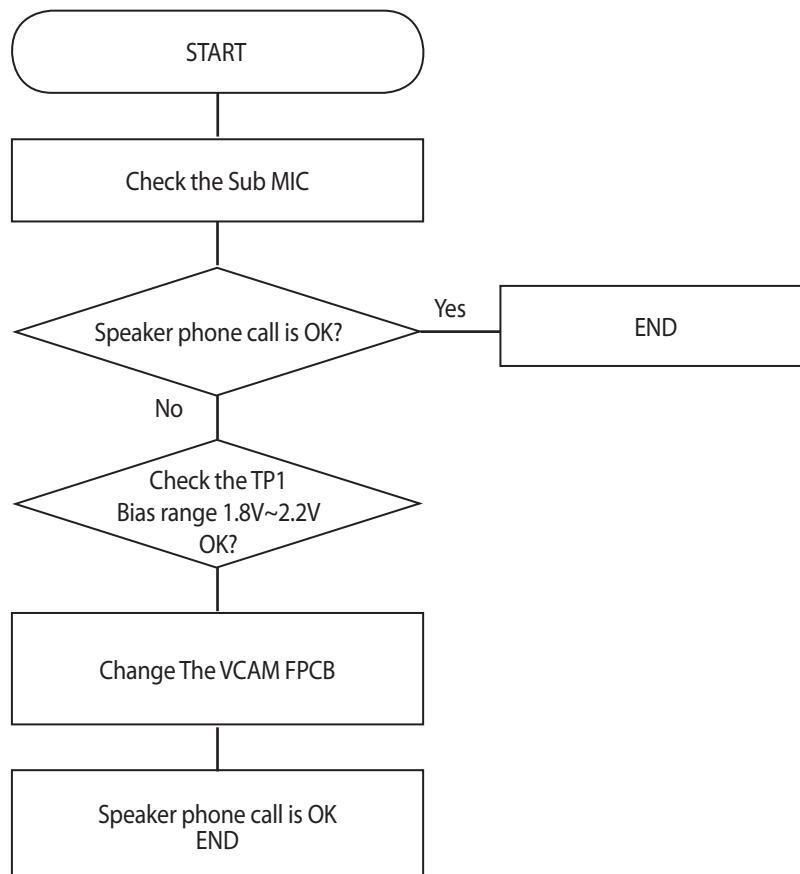 START
Check the Sub MIC
Speaker phone call is OK?
Yes
END
No
Check the TP1
Bias range 1.8V~2.2V
OK?
Change The VCAM FPCB
Speaker phone call is OK
END